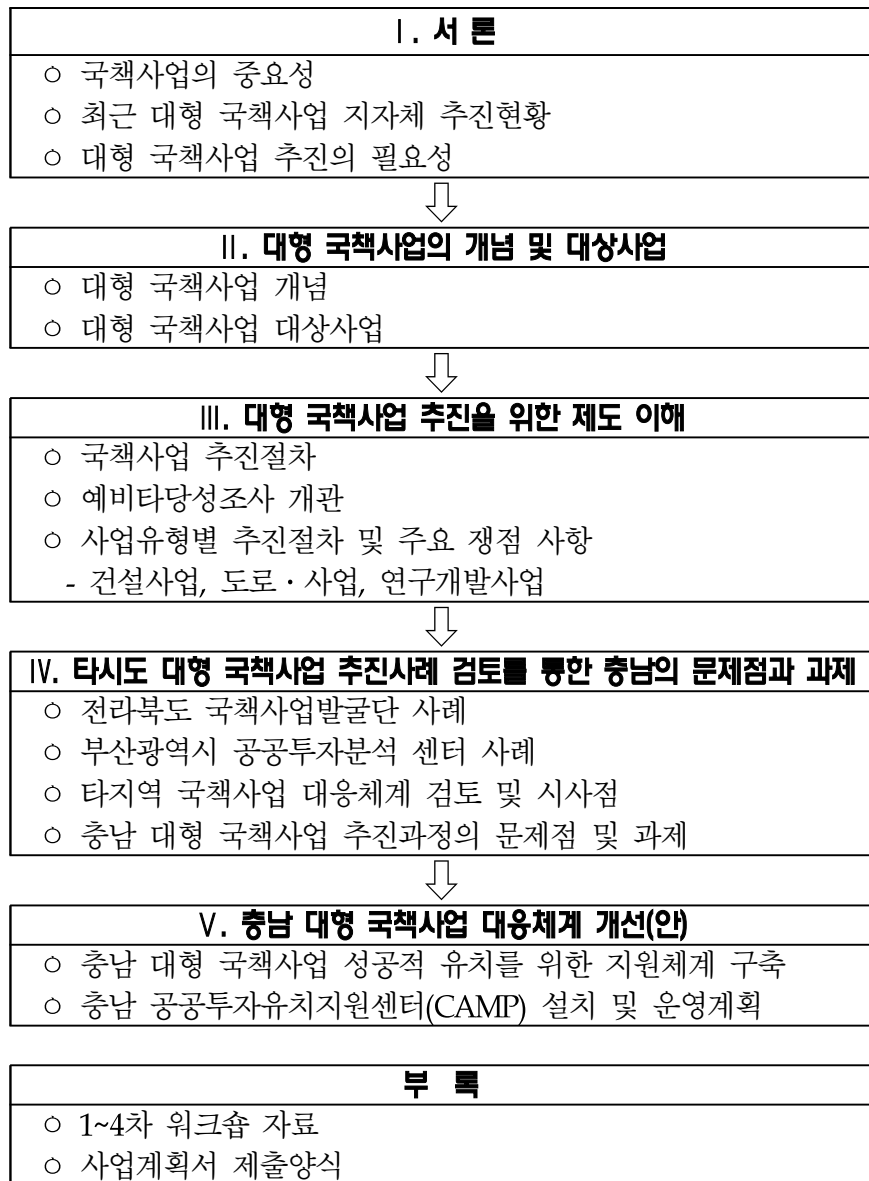 Ⅰ. 서 론
○ 국책사업의 중요성
○ 최근 대형 국책사업 지자체 추진현황
○ 대형 국책사업 추진의 필요성
Ⅱ. 대형 국책사업의 개념 및 대상사업
○ 대형 국책사업 개념
○ 대형 국책사업 대상사업
Ⅲ. 대형 국책사업 추진을 위한 제도 이해
○ 국책사업 추진절차
○ 예비타당성조사 개관
○ 사업유형별 추진절차 및 주요 쟁점 사항
- 건설사업, 도로·사업, 연구개발사업
Ⅳ. 타시도 대형 국책사업 추진사례 검토를 통한 충남의 문제점과 과제
○ 전라북도 국책사업발굴단 사례
○ 부산광역시 공공투자분석 센터 사례
○ 타지역 국책사업 대응체계 검토 및 시사점
○ 충남 대형 국책사업 추진과정의 문제점 및 과제
Ⅴ. 충남 대형 국책사업 대응체계 개선(안)
○ 충남 대형 국책사업 성공적 유치를 위한 지원체계 구축
○ 충남 공공투자유치지원센터(CAMP) 설치 및 운영계획
부 록
○ 1~4차 워크숍 자료
○ 사업계획서 제출양식